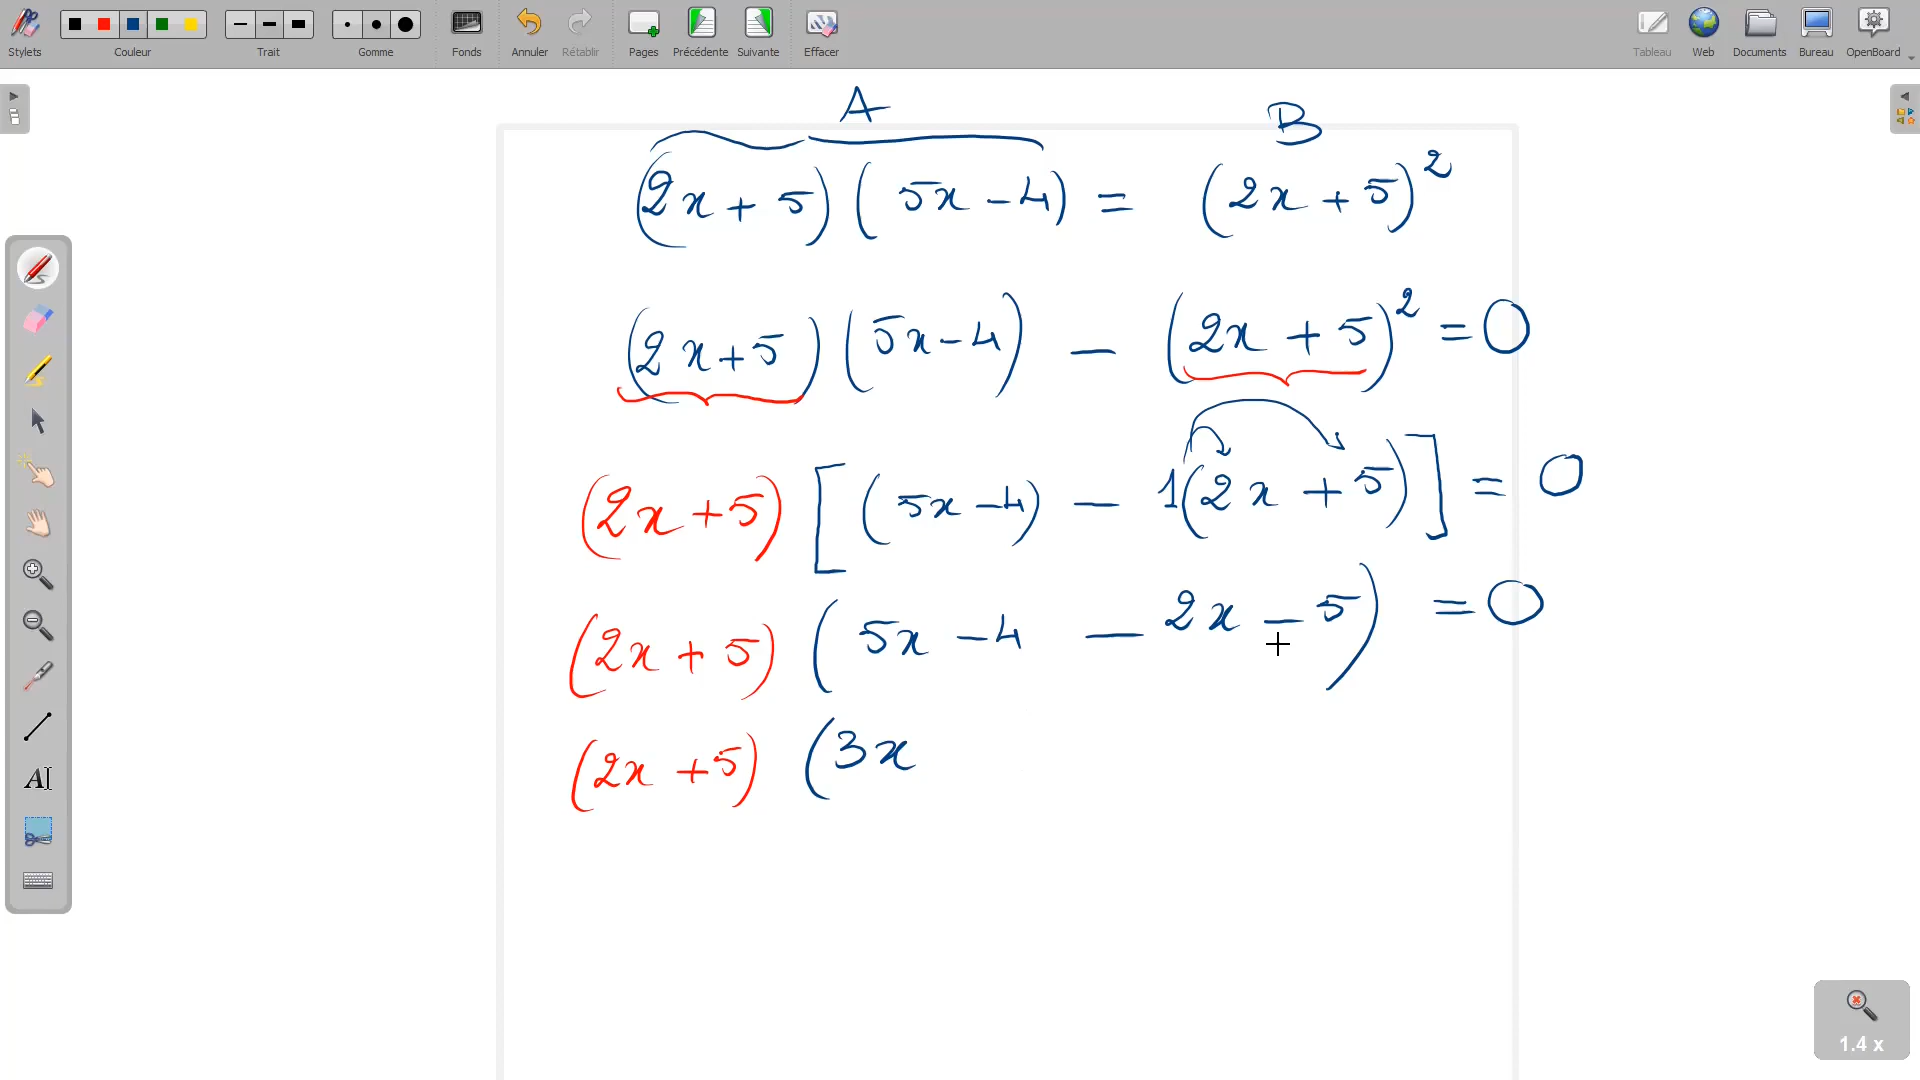 Stylets
Couleur
Trait
Gomme
Fonds
Annuler
Rétablir
Pages
Précédente
Suivante
Effacer
Tableau
Web
Documents
Bureau
OpenBoard
A
B
(2x + 5)(5x - 4) = (2x + 5)²
(2x + 5)(5x - 4) - (2x + 5)² = 0
(2x + 5)[(5x - 4) - 1(2x + 5)] = 0
(2x + 5)(5x - 4 - 2x - 5) = 0
(2x + 5)(3x
AI
1.4 x